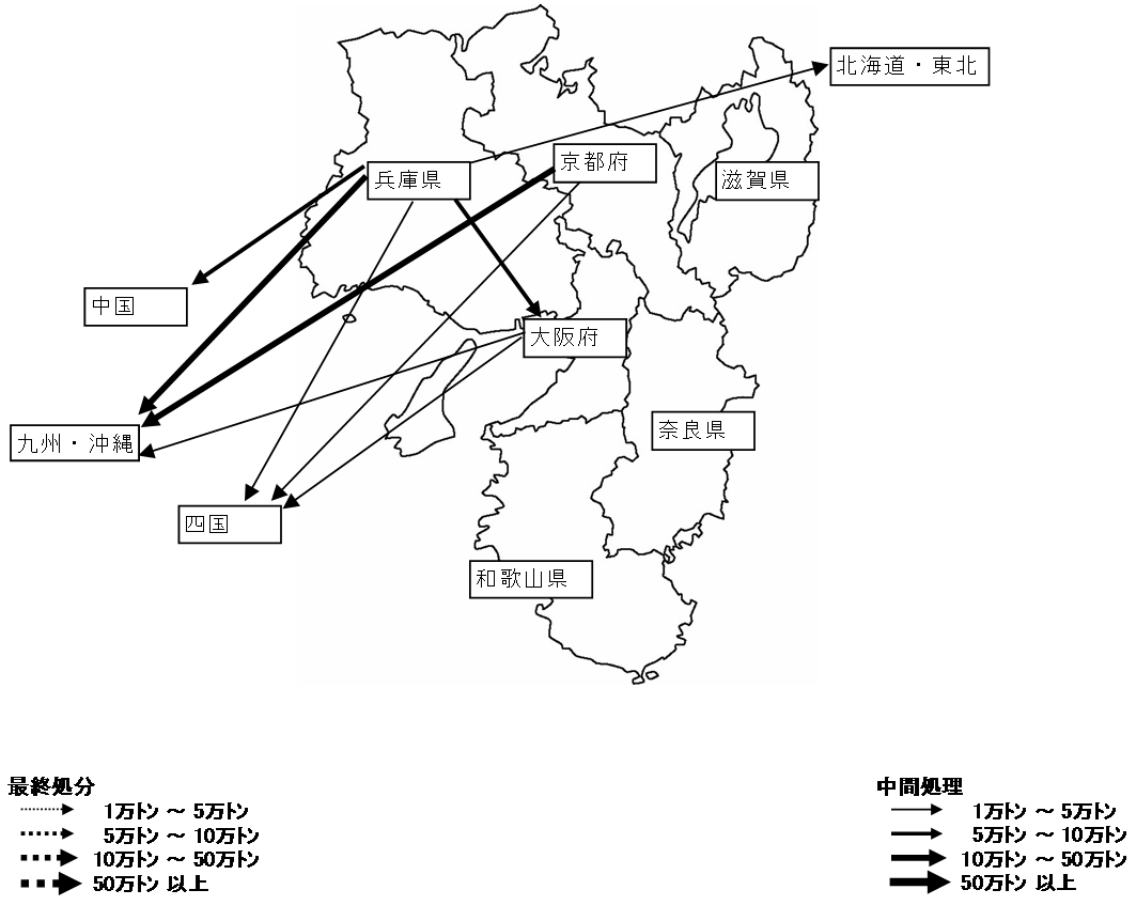 北海道・東北
京都府
兵庫県
滋賀県
中国
大阪府
奈良県
九州・沖縄
四国
和歌山県
最終処分
1万トン ～ 5万トン
5万トン ～ 10万トン
10万トン ～ 50万トン
50万トン 以上
中間処理
1万トン ～ 5万トン
5万トン ～ 10万トン
10万トン ～ 50万トン
50万トン 以上